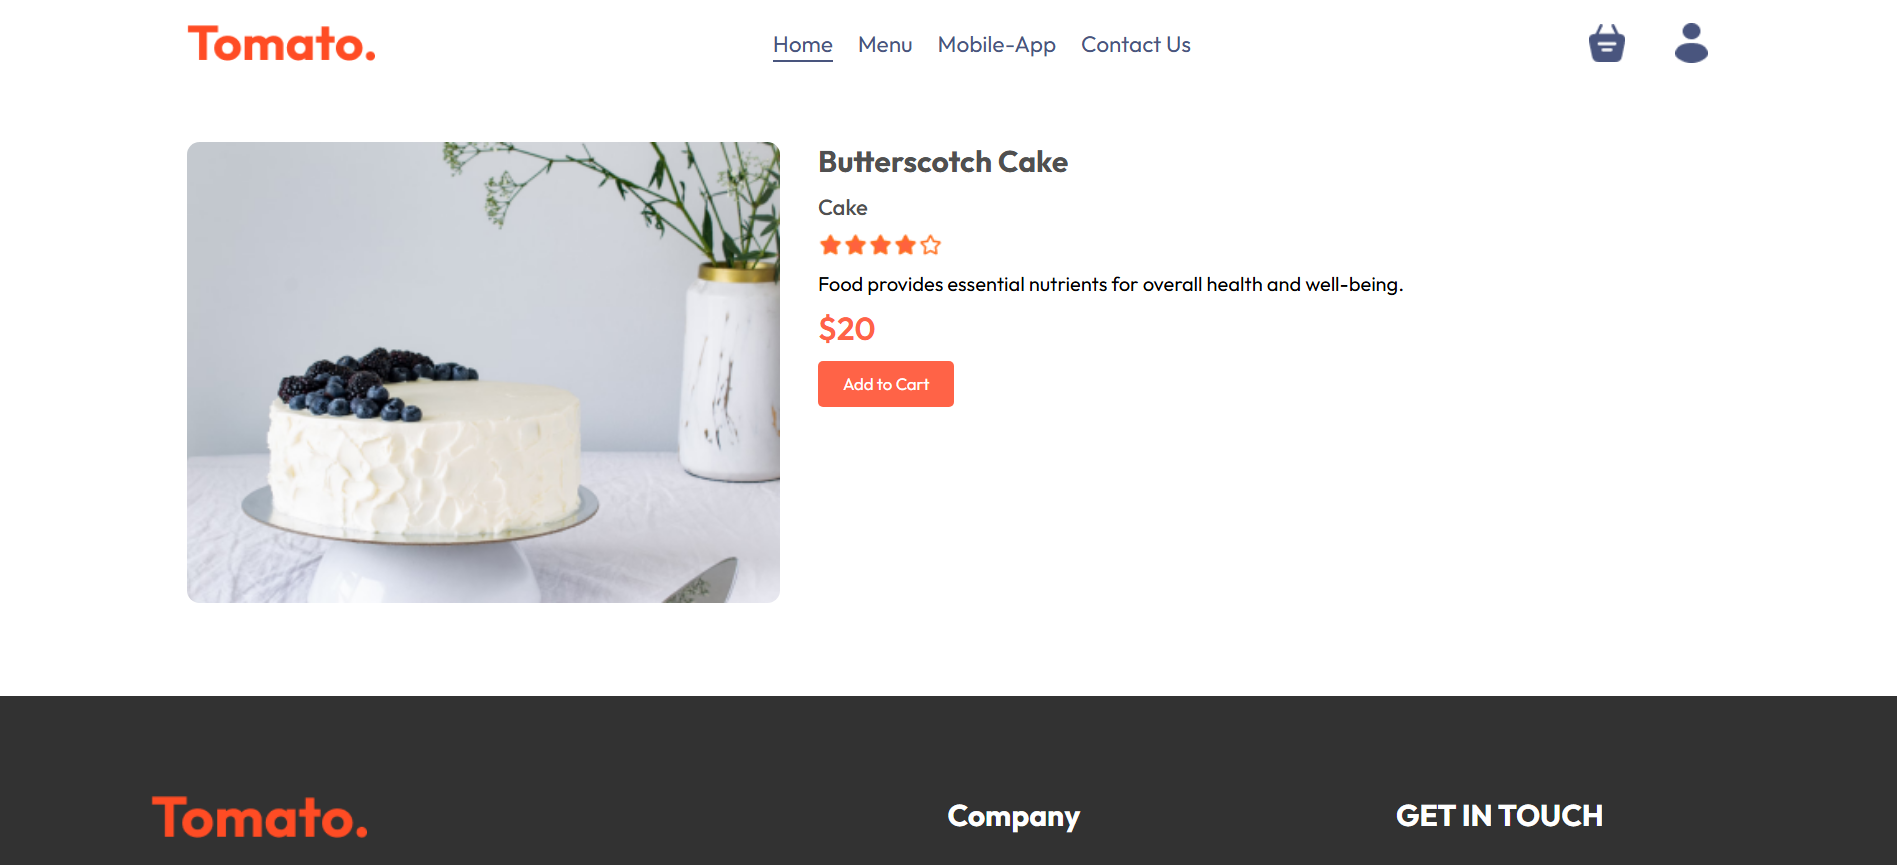 Tomato.
Home Menu Mobile-App Contact Us
Butterscotch Cake
Cake
Food provides essential nutrients for overall health and well-being.
$20
Add to Cart
Tomato.
Company
GET IN TOUCH